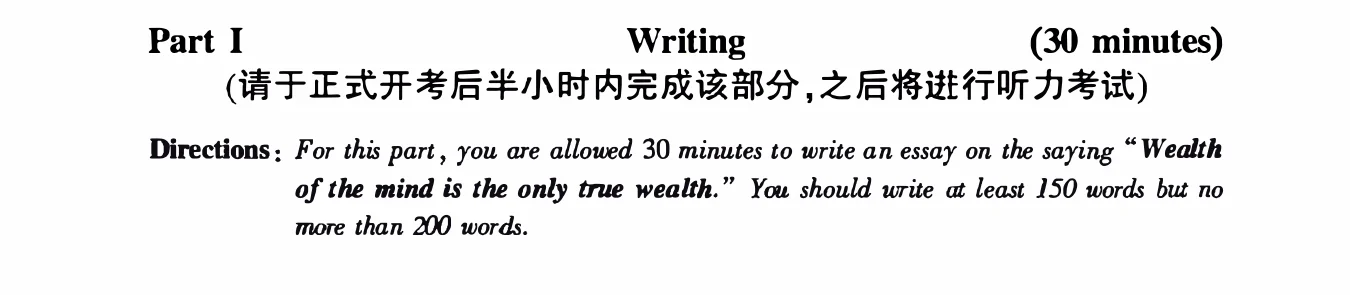 Part I Writing (30 minutes)
(请于正式开考后半小时内完成该部分,之后将进行听力考试)
Directions: For this part, you are allowed 30 minutes to write an essay on the saying “Wealth
of the mind is the only true wealth.” You should write at least 150 words but no
more than 200 words.